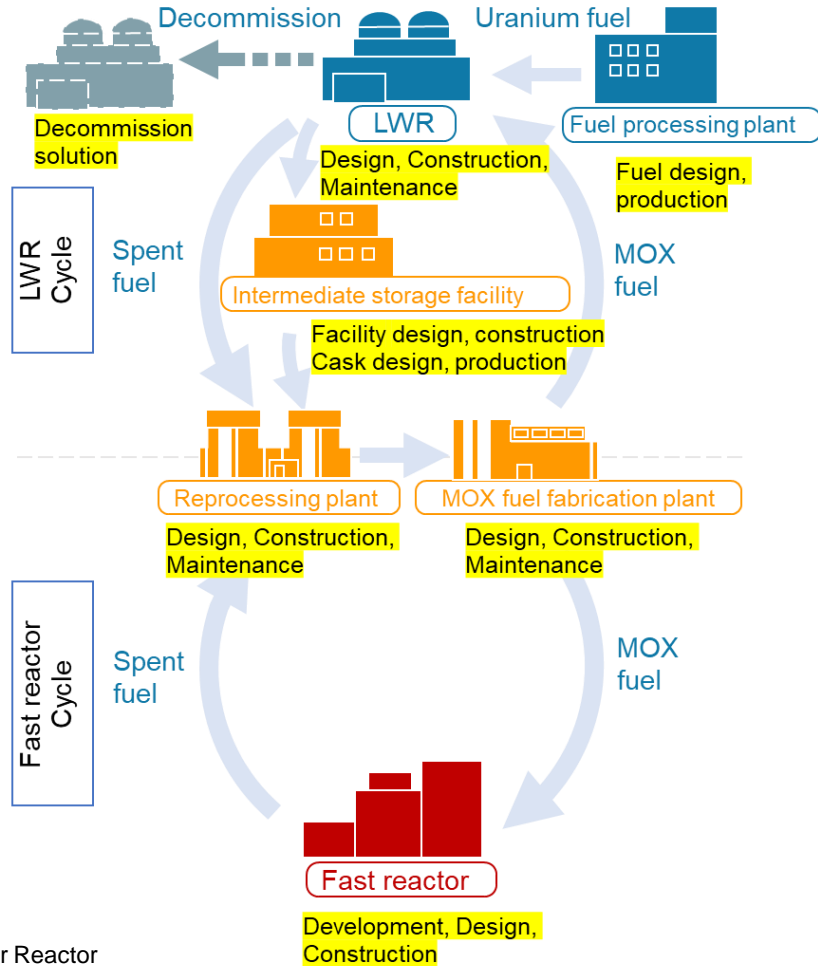 Decommission
Uranium fuel
Decommission
solution
LWR
Fuel processing plant
Design, Construction,
Maintenance
Fuel design,
production
LWR
Cycle
Spent
fuel
MOX
fuel
Intermediate storage facility
Facility design, construction
Cask design, production
Reprocessing plant
MOX fuel fabrication plant
Design, Construction,
Maintenance
Design, Construction,
Maintenance
Fast reactor
Cycle
Spent
fuel
MOX
fuel
Fast reactor
Development, Design,
Construction
r Reactor